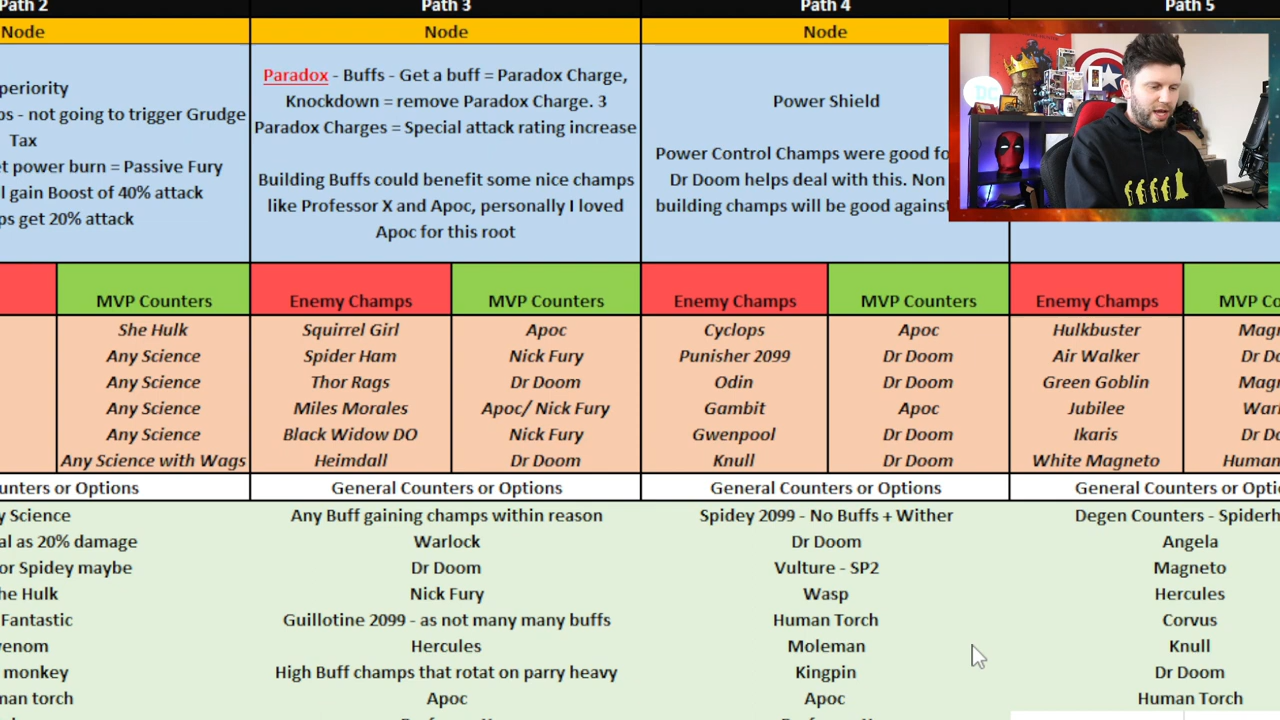 Path 2
Path 3
Path 4
Path 5
Node
Node
Node
periority
ps - not going to trigger Grudge
Tax
et power burn = Passive Fury
l gain Boost of 40% attack
ps get 20% attack
Paradox - Buffs - Get a buff = Paradox Charge,
Knockdown = remove Paradox Charge. 3
Paradox Charges = Special attack rating increase
Building Buffs could benefit some nice champs
like Professor X and Apoc, personally I loved
Apoc for this root
Power Shield
Power Control Champs were good fo
Dr Doom helps deal with this. Non
building champs will be good against
MVP Counters
Enemy Champs
MVP Counters
Enemy Champs
MVP Counters
Enemy Champs
MVP Co
She Hulk
Squirrel Girl
Apoc
Cyclops
Apoc
Hulkbuster
Magn
Any Science
Spider Ham
Nick Fury
Punisher 2099
Dr Doom
Air Walker
Dr Do
Any Science
Thor Rags
Dr Doom
Odin
Dr Doom
Green Goblin
Magn
Any Science
Miles Morales
Apoc/ Nick Fury
Gambit
Apoc
Jubilee
Warl
Any Science
Black Widow DO
Nick Fury
Gwenpool
Dr Doom
Ikaris
Dr Do
Any Science with Wags
Heimdall
Dr Doom
Knull
Dr Doom
White Magneto
Human
unters or Options
General Counters or Options
General Counters or Options
General Counters or Optio
y Science
Any Buff gaining champs within reason
Spidey 2099 - No Buffs + Wither
Degen Counters - Spiderh
al as 20% damage
Warlock
Dr Doom
Angela
or Spidey maybe
Dr Doom
Vulture - SP2
Magneto
he Hulk
Nick Fury
Wasp
Hercules
Fantastic
Guillotine 2099 - as not many many buffs
Human Torch
Corvus
enom
Hercules
Moleman
Knull
monkey
High Buff champs that rotat on parry heavy
Kingpin
Dr Doom
man torch
Apoc
Apoc
Human Torch